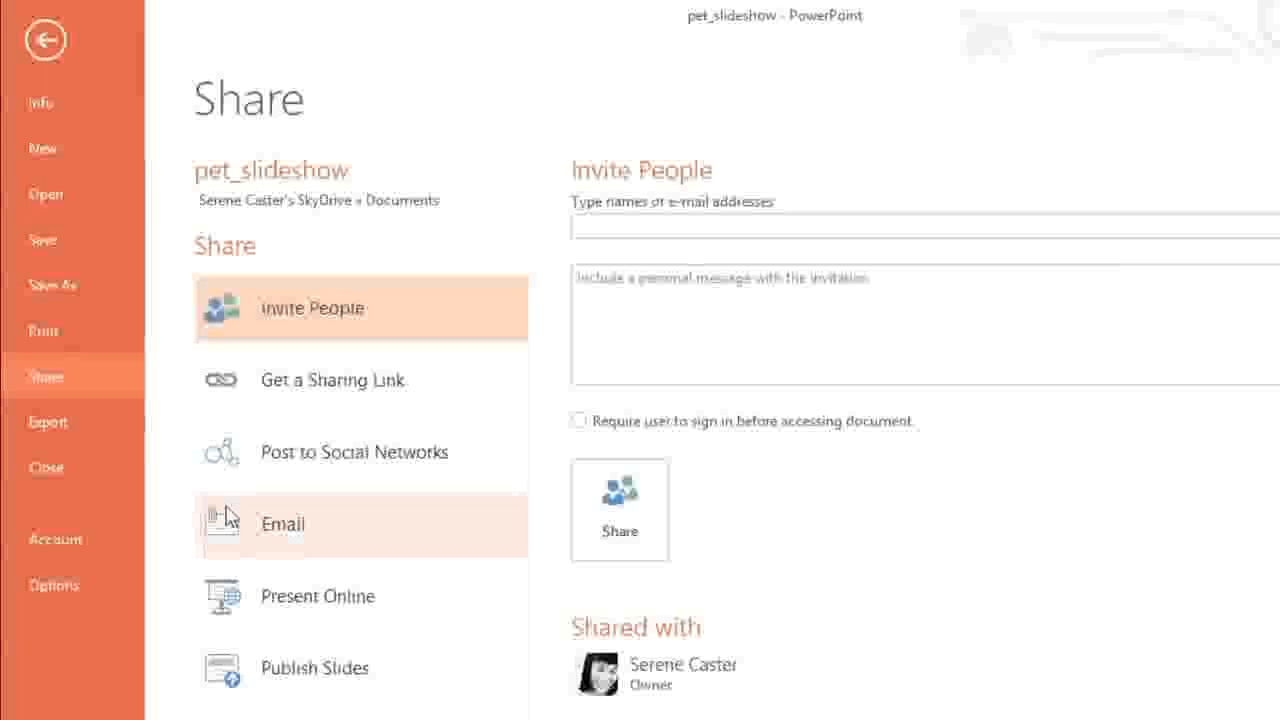 pet_slideshow - PowerPoint
Info
New
Open
Save
Save As
Print
Share
Export
Close
Account
Options
Share
pet_slideshow
Serene Caster's SkyDrive » Documents
Share
Invite People
Get a Sharing Link
Post to Social Networks
Email
Present Online
Publish Slides
Invite People
Type names or e-mail addresses
Include a personal message with the invitation
Require user to sign in before accessing document.
Share
Shared with
Serene Caster
Owner